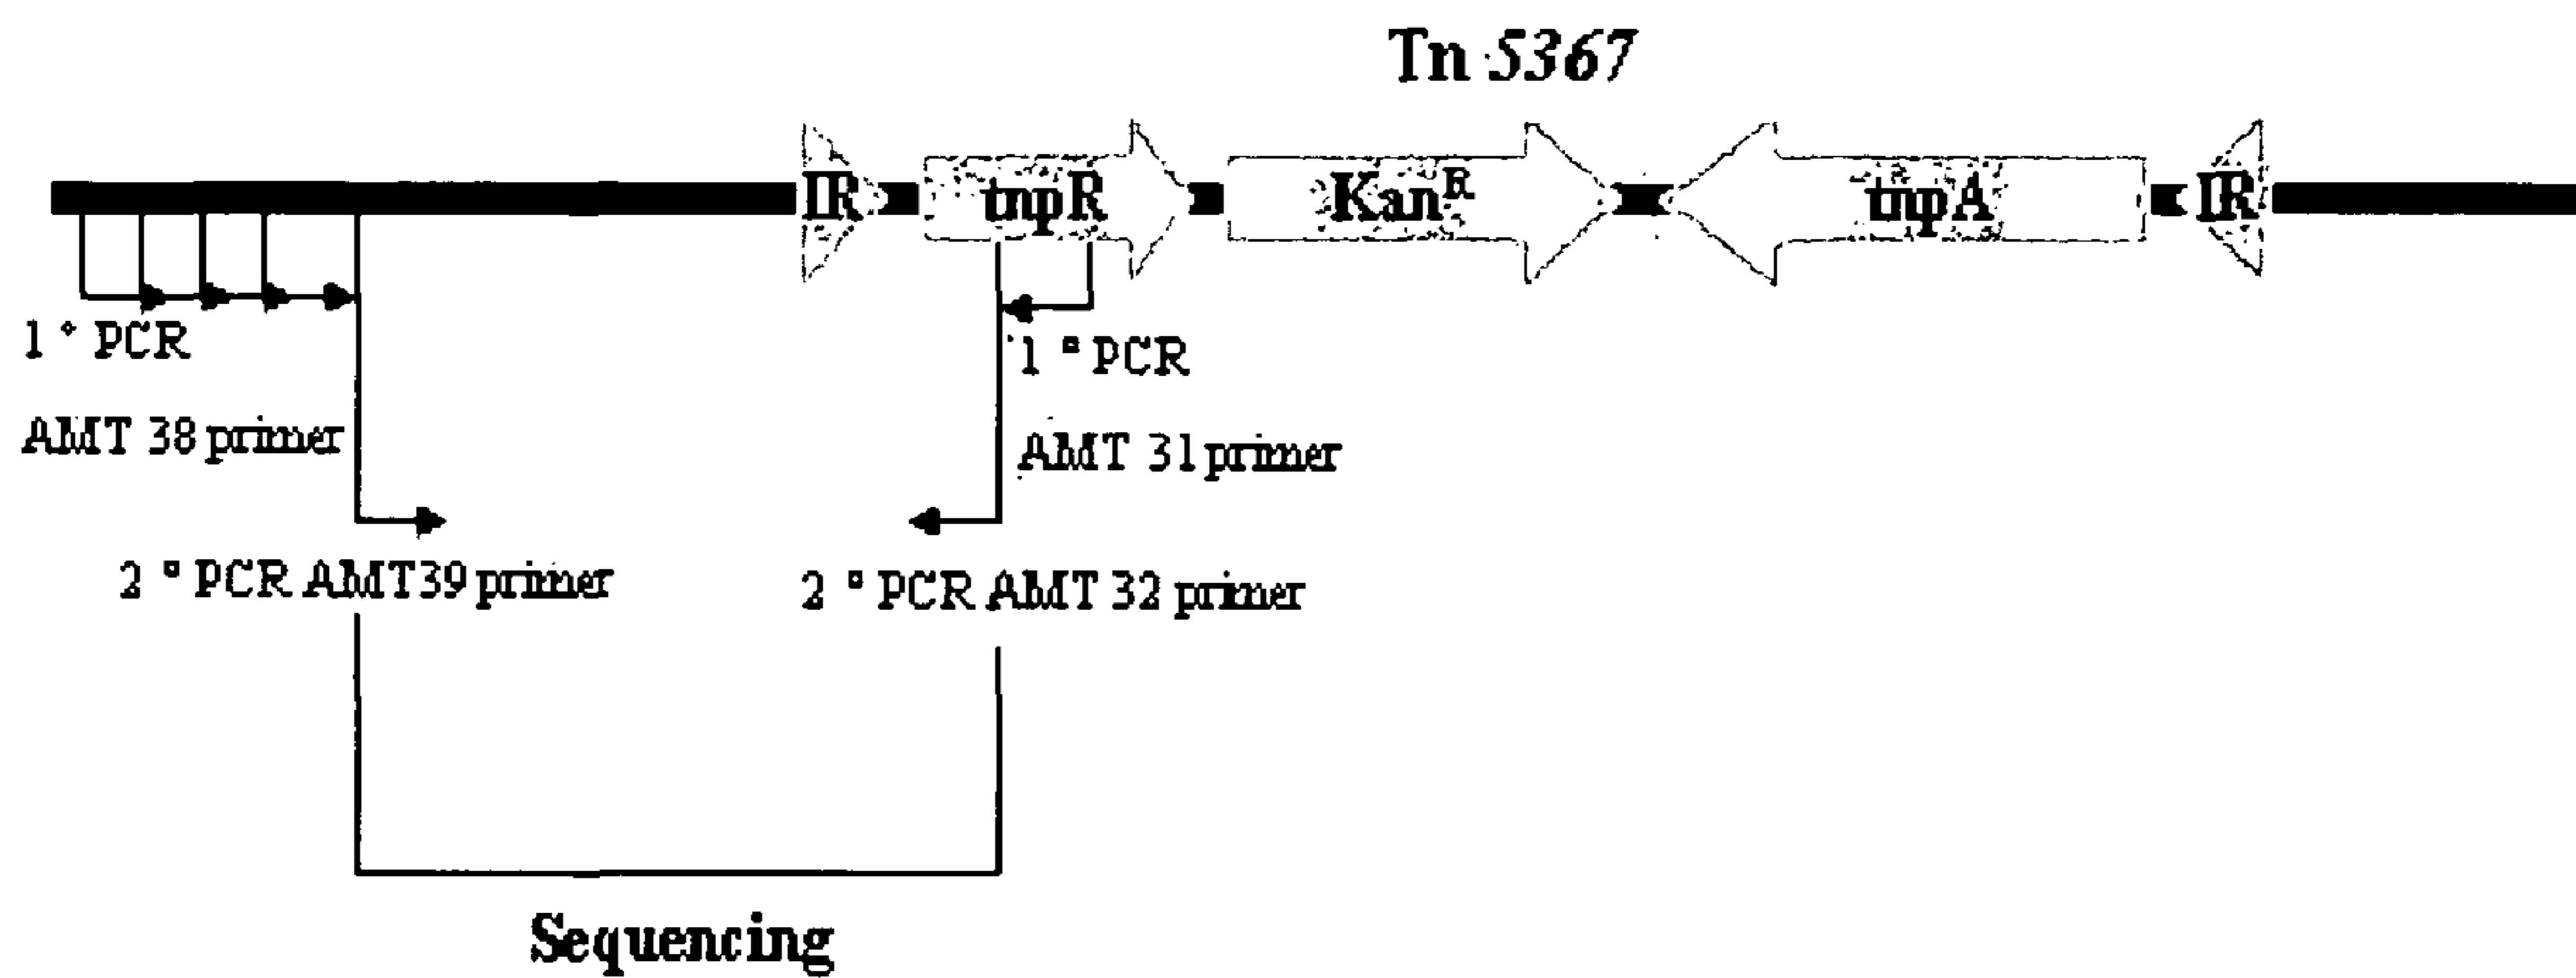 Tn 5367
IR tnpR Kanᴿ tnpA IR
1 ° PCR
1 ° PCR
AMT 38 primer
AMT 31 primer
2 ° PCR AMT39 primer
2 ° PCR AMT 32 primer
Sequencing